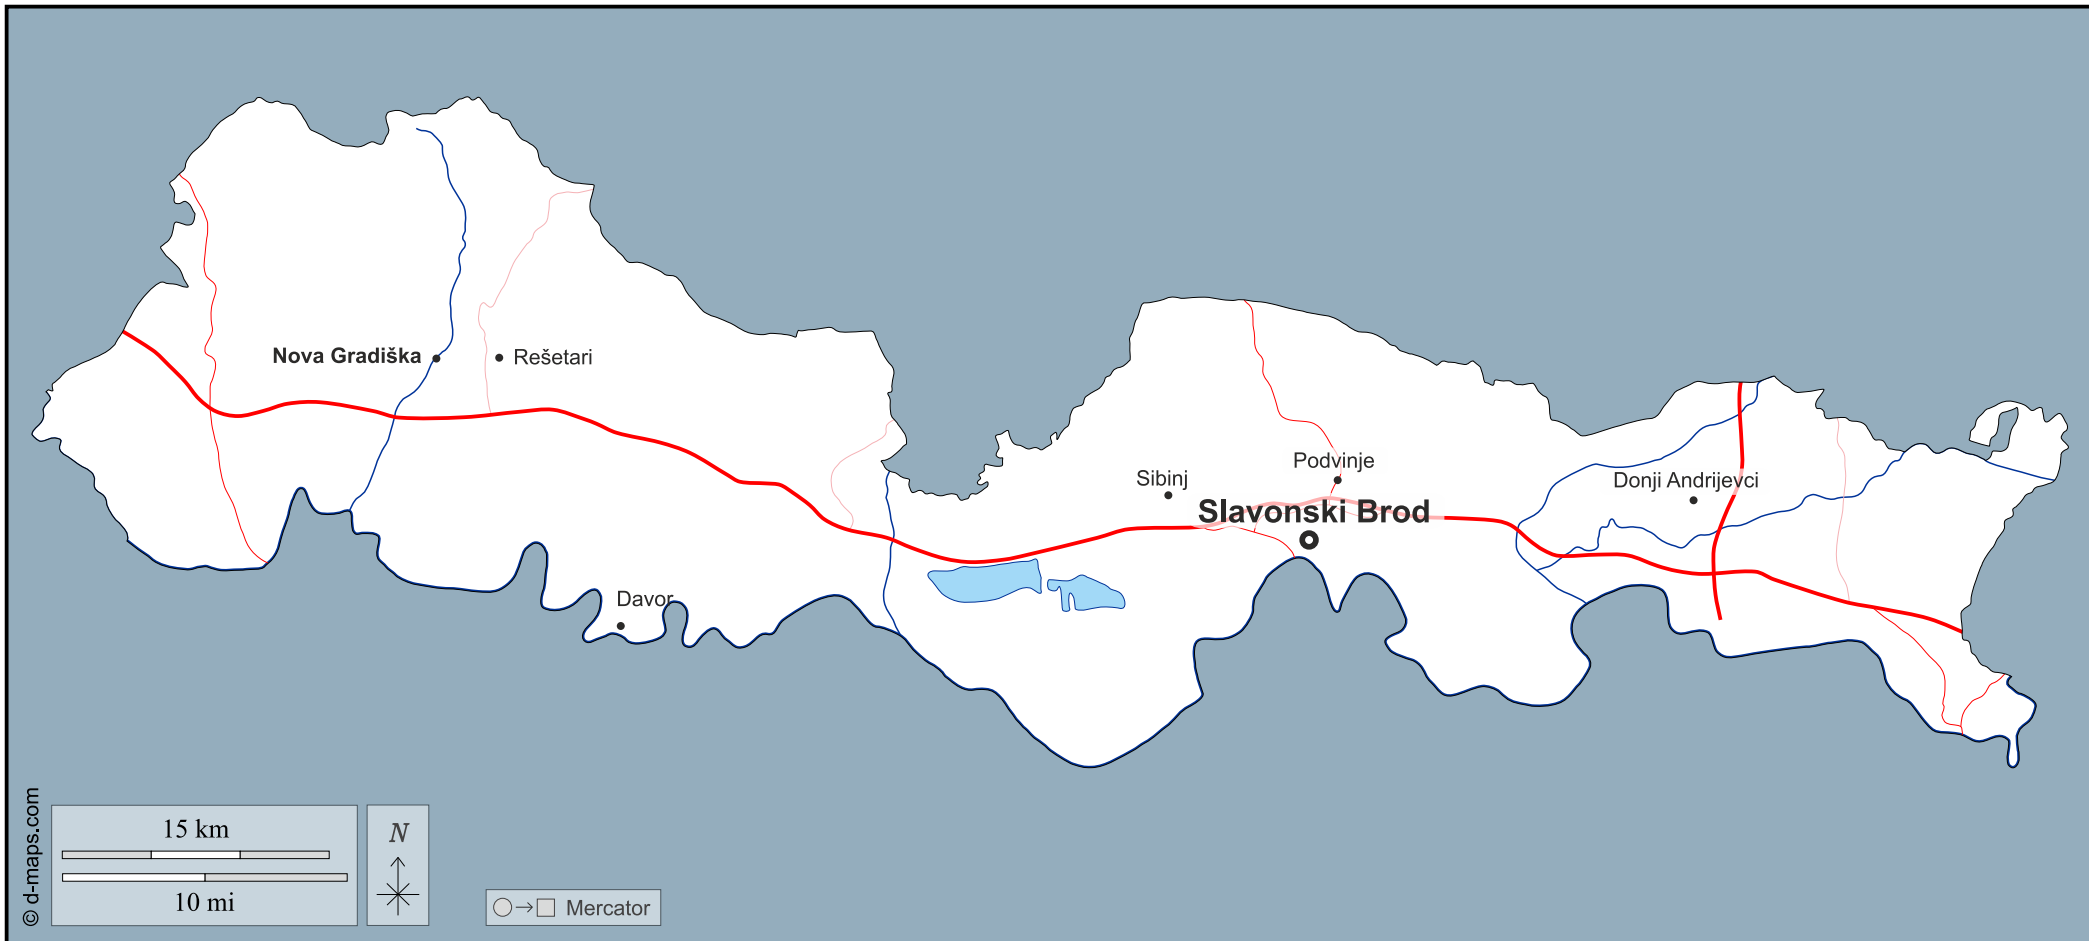 Nova Gradiška
Rešetari
Podvinje
Sibinj
Donji Andrijevci
Slavonski Brod
Davor
© d-maps.com
15 km
10 mi
N
Mercator